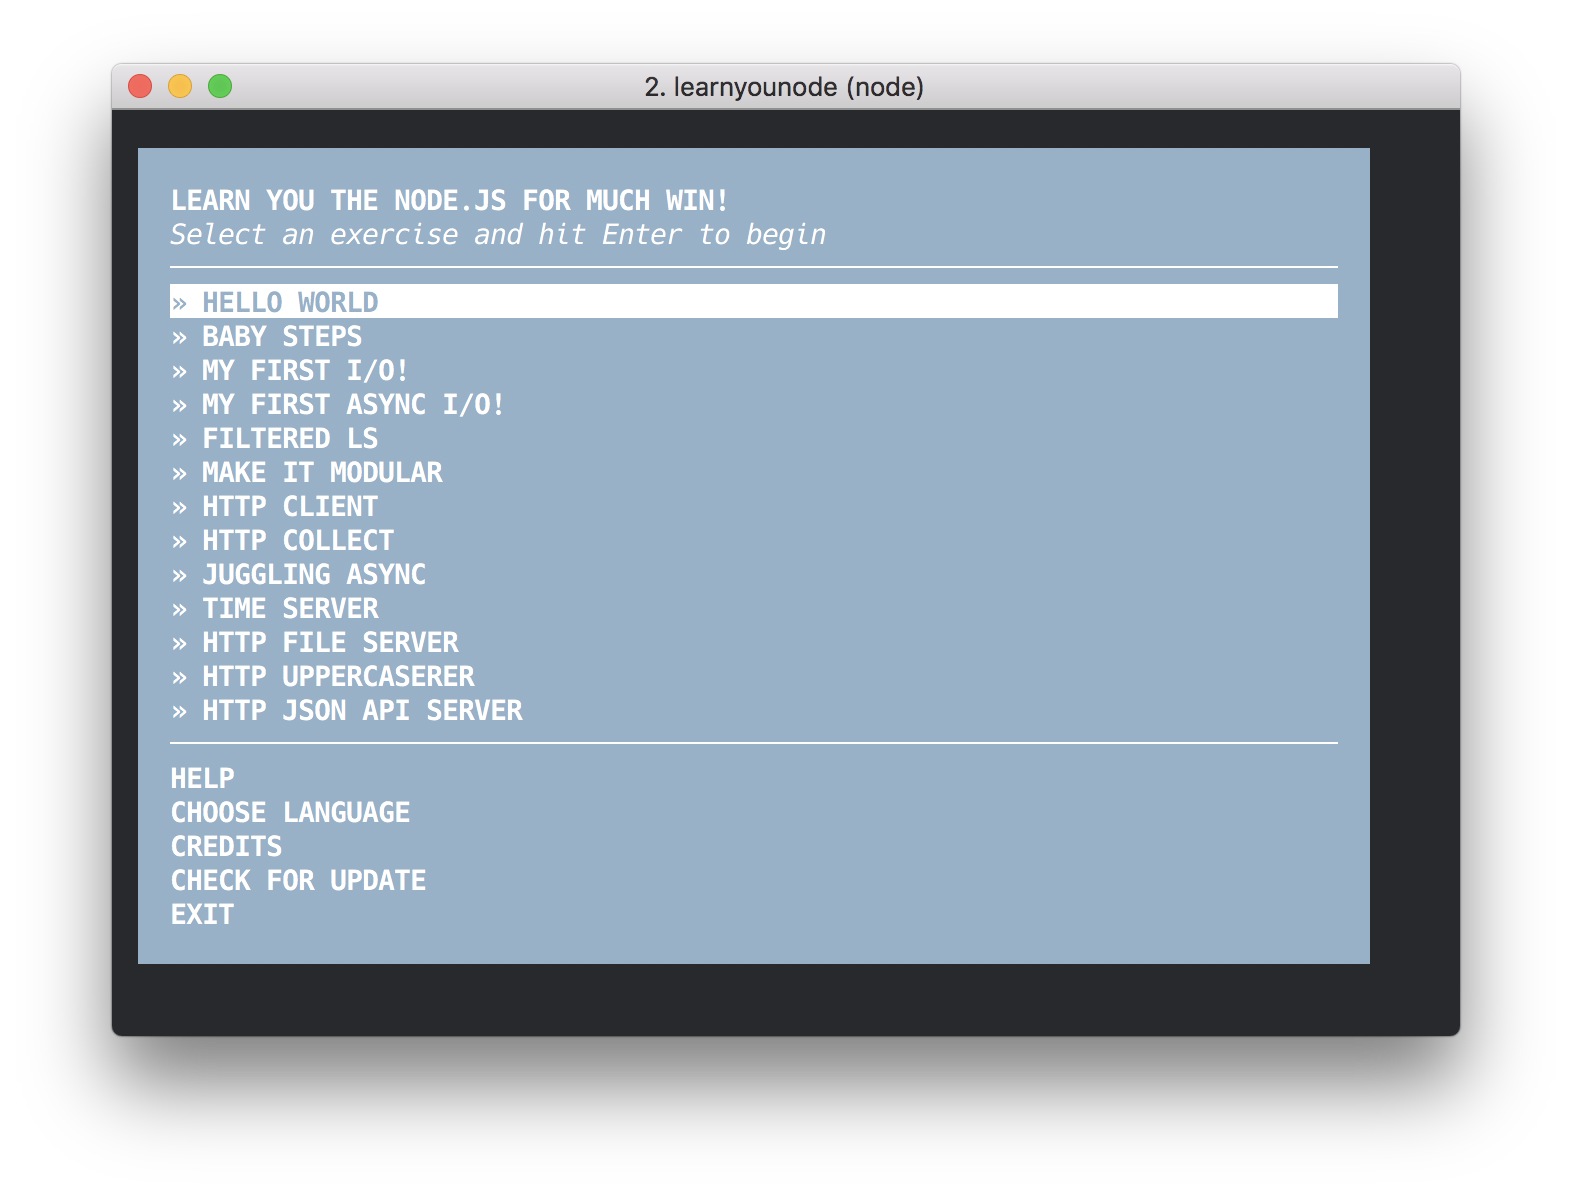 2. learnyounode (node)
LEARN YOU THE NODE.JS FOR MUCH WIN!
Select an exercise and hit Enter to begin
» HELLO WORLD
» BABY STEPS
» MY FIRST I/O!
» MY FIRST ASYNC I/O!
» FILTERED LS
» MAKE IT MODULAR
» HTTP CLIENT
» HTTP COLLECT
» JUGGLING ASYNC
» TIME SERVER
» HTTP FILE SERVER
» HTTP UPPERCASERER
» HTTP JSON API SERVER
HELP
CHOOSE LANGUAGE
CREDITS
CHECK FOR UPDATE
EXIT